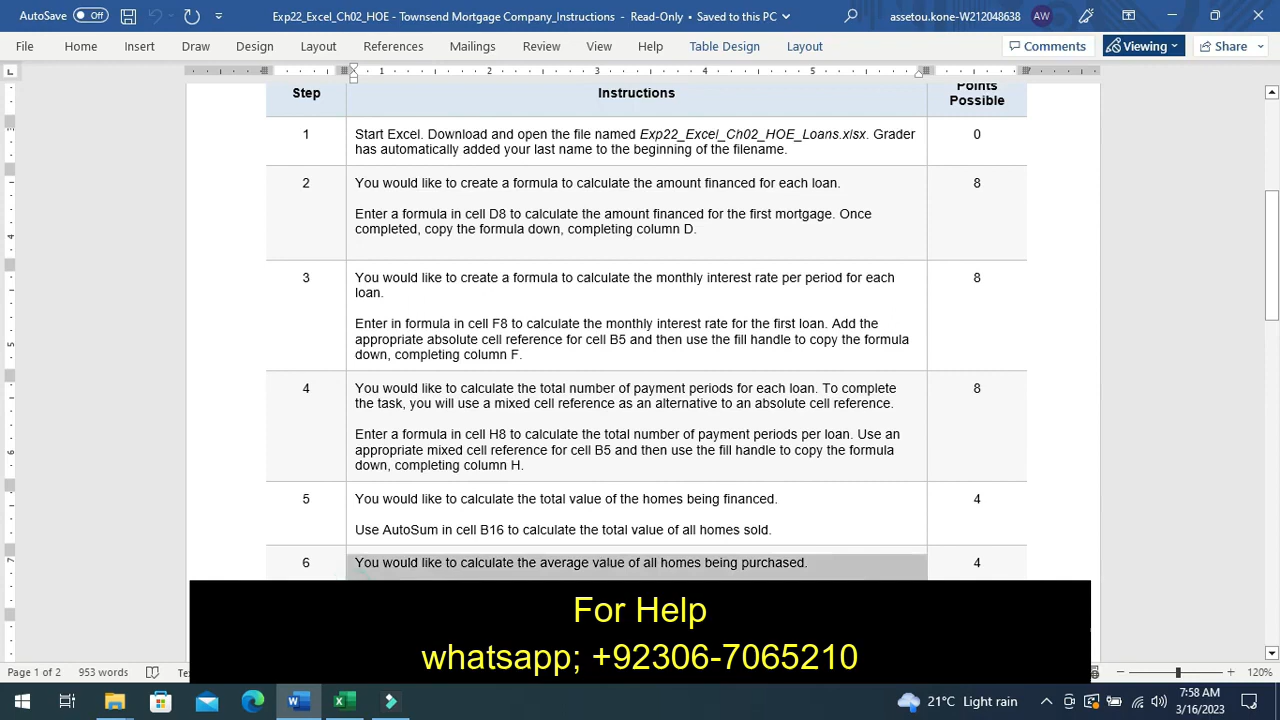 AutoSave Off Exp22_Excel_Ch02_HOE - Townsend Mortgage Company_Instructions - Read-Only • Saved to this PC assetou.kone-W212048638 AW
File Home Insert Draw Design Layout References Mailings Review View Help Table Design Layout Comments Viewing Share
1 2 3 4 5
Step Instructions Points Possible
1 Start Excel. Download and open the file named Exp22_Excel_Ch02_HOE_Loans.xlsx. Grader 0
has automatically added your last name to the beginning of the filename.
2 You would like to create a formula to calculate the amount financed for each loan. 8
Enter a formula in cell D8 to calculate the amount financed for the first mortgage. Once
completed, copy the formula down, completing column D.
3 You would like to create a formula to calculate the monthly interest rate per period for each 8
loan.
Enter in formula in cell F8 to calculate the monthly interest rate for the first loan. Add the
appropriate absolute cell reference for cell B5 and then use the fill handle to copy the formula
down, completing column F.
4 You would like to calculate the total number of payment periods for each loan. To complete 8
the task, you will use a mixed cell reference as an alternative to an absolute cell reference.
Enter a formula in cell H8 to calculate the total number of payment periods per loan. Use an
appropriate mixed cell reference for cell B5 and then use the fill handle to copy the formula
down, completing column H.
5 You would like to calculate the total value of the homes being financed. 4
Use AutoSum in cell B16 to calculate the total value of all homes sold.
6 You would like to calculate the average value of all homes being purchased. 4
For Help
whatsapp; +92306-7065210
Page 1 of 2 953 words 120%
21°C Light rain 7:58 AM
3/16/2023